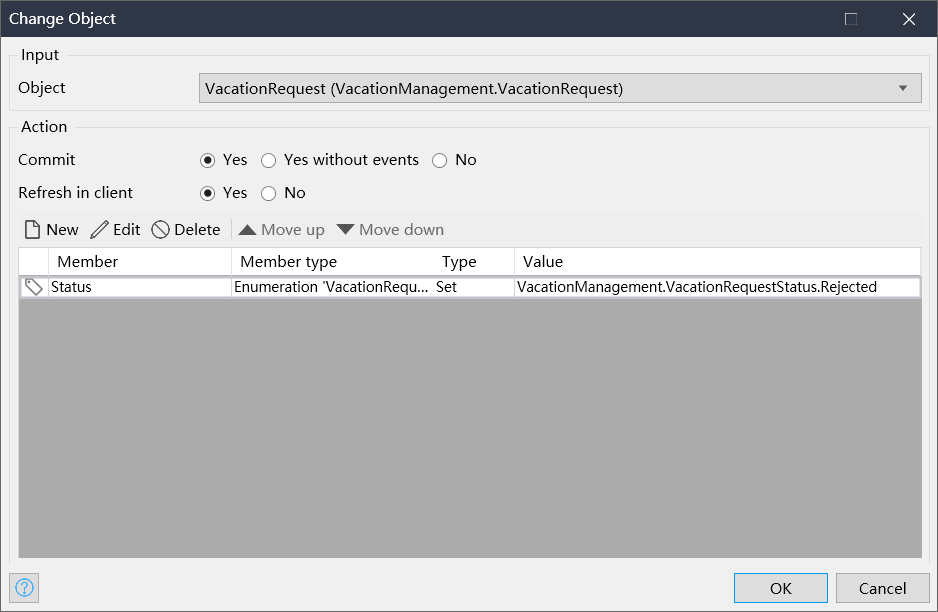 Change Object
Input
Object VacationRequest (VacationManagement.VacationRequest)
Action
Commit Yes Yes without events No
Refresh in client Yes No
New Edit Delete Move up Move down
Member Member type Type Value
Status Enumeration 'VacationRequ... Set VacationManagement.VacationRequestStatus.Rejected
? OK Cancel